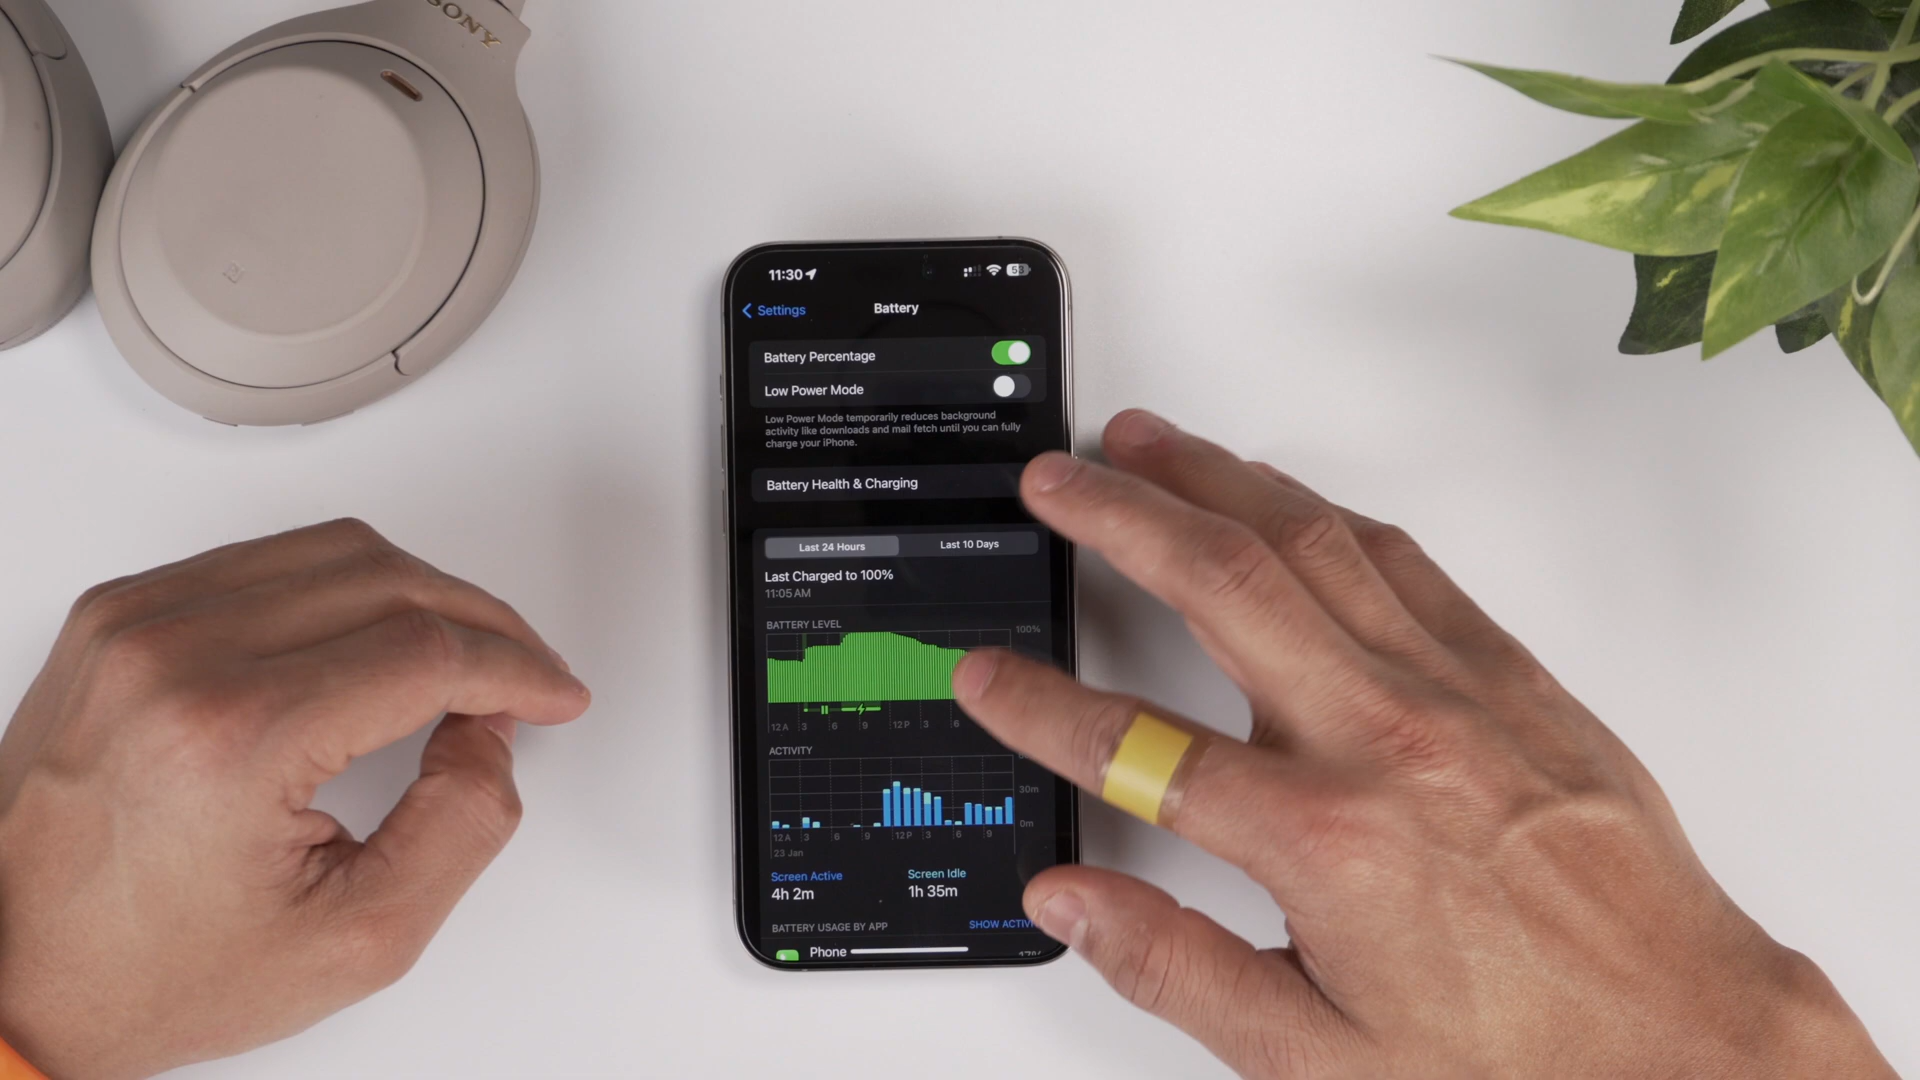 SONY
11:30
53
Settings
Battery
Battery Percentage
Low Power Mode
Low Power Mode temporarily reduces background
activity like downloads and mail fetch until you can fully
charge your iPhone.
Battery Health & Charging
Last 24 Hours
Last 10 Days
Last Charged to 100%
11:05 AM
BATTERY LEVEL
100%
12 A 3 6 9 12 P 3 6
ACTIVITY
30m
0m
12 A 3 6 9 12 P 3 6 9
23 Jan
Screen Active
Screen Idle
4h 2m
1h 35m
BATTERY USAGE BY APP
SHOW ACTIV
Phone